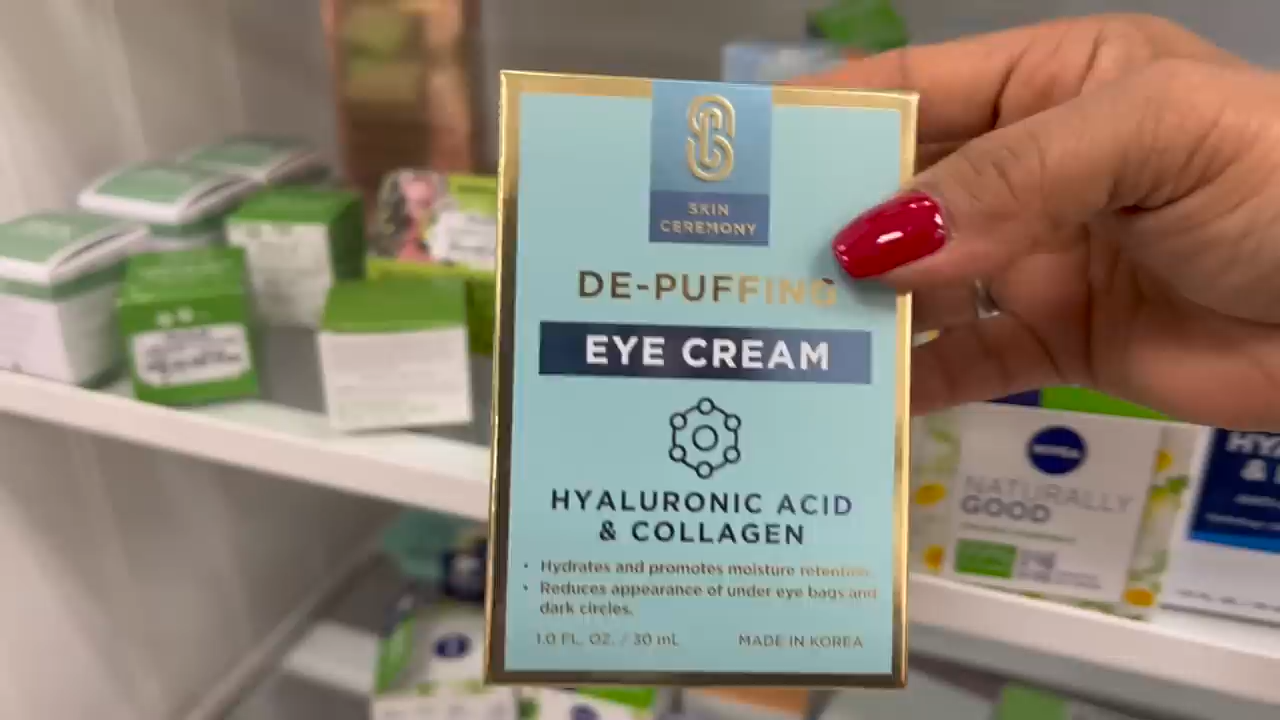 SKIN
CEREMONY
DE-PUFFING
EYE CREAM
HYALURONIC ACID
& COLLAGEN
• Hydrates and promotes moisture retention.
• Reduces appearance of under eye bags and
dark circles.
1.0 FL. OZ. / 30 mL MADE IN KOREA
NIVEA
NATURALLY
GOOD
HYA
&